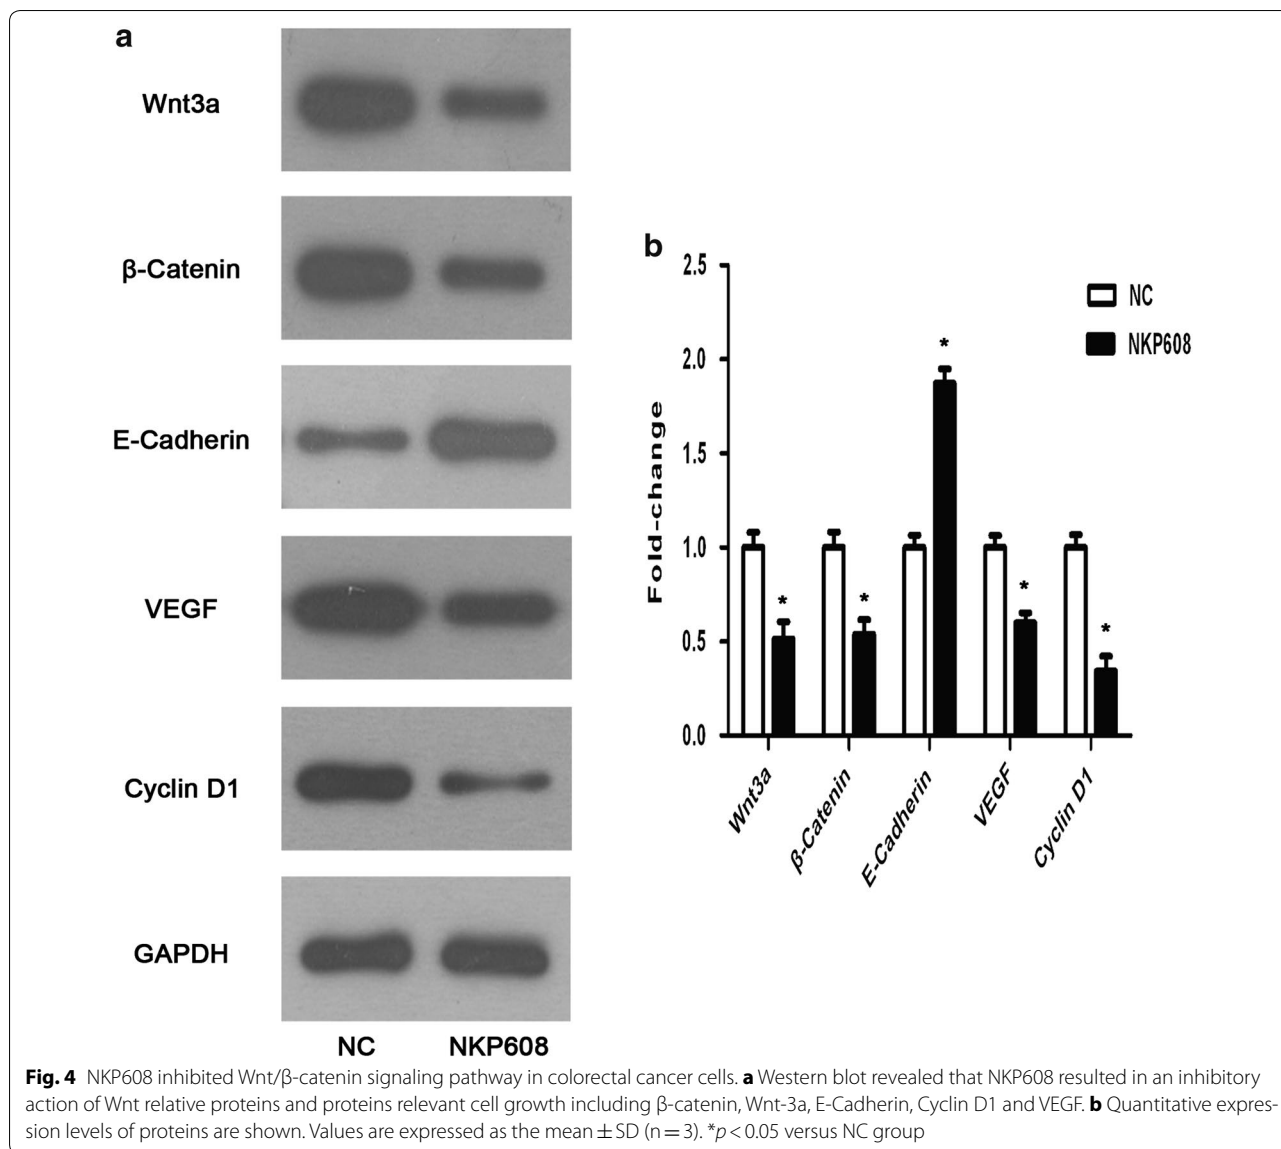 a
Wnt3a
β-Catenin
E-Cadherin
VEGF
Cyclin D1
GAPDH
NC NKP608
b
Fold-change
2.5
2.0
1.5
1.0
0.5
0.0
NC
NKP608
*
*
*
*
*
Wnt3a
β-Catenin
E-Cadherin
VEGF
Cyclin D1
Fig. 4 NKP608 inhibited Wnt/β-catenin signaling pathway in colorectal cancer cells. a Western blot revealed that NKP608 resulted in an inhibitory
action of Wnt relative proteins and proteins relevant cell growth including β-catenin, Wnt-3a, E-Cadherin, Cyclin D1 and VEGF. b Quantitative expres-
sion levels of proteins are shown. Values are expressed as the mean ± SD (n = 3). *p < 0.05 versus NC group